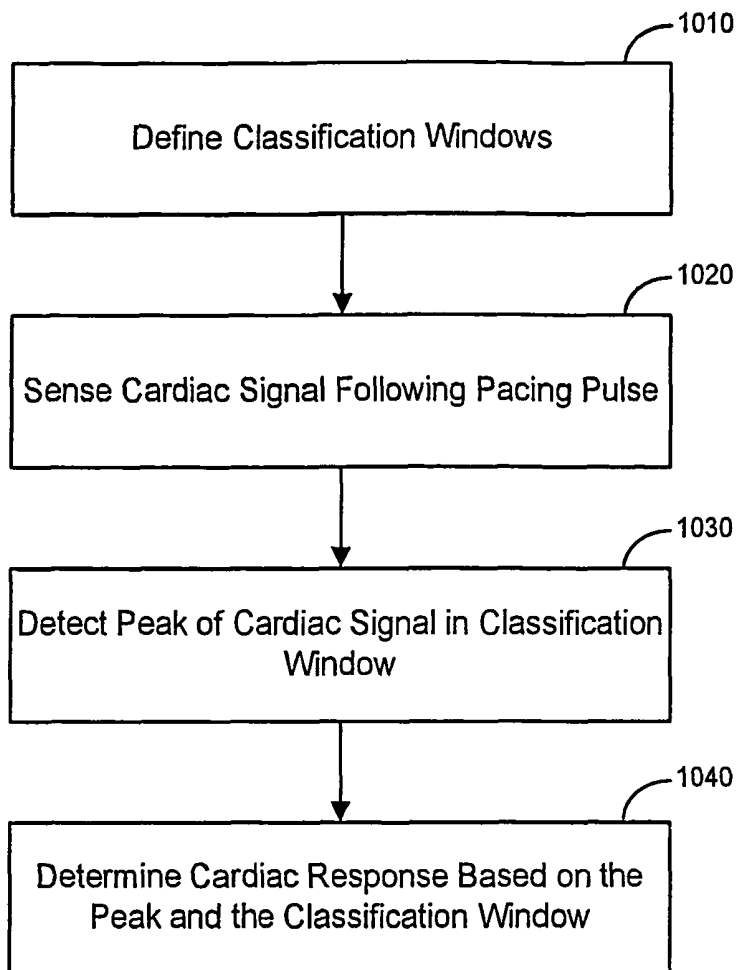 1010
Define Classification Windows
1020
Sense Cardiac Signal Following Pacing Pulse
1030
Detect Peak of Cardiac Signal in Classification
Window
1040
Determine Cardiac Response Based on the
Peak and the Classification Window